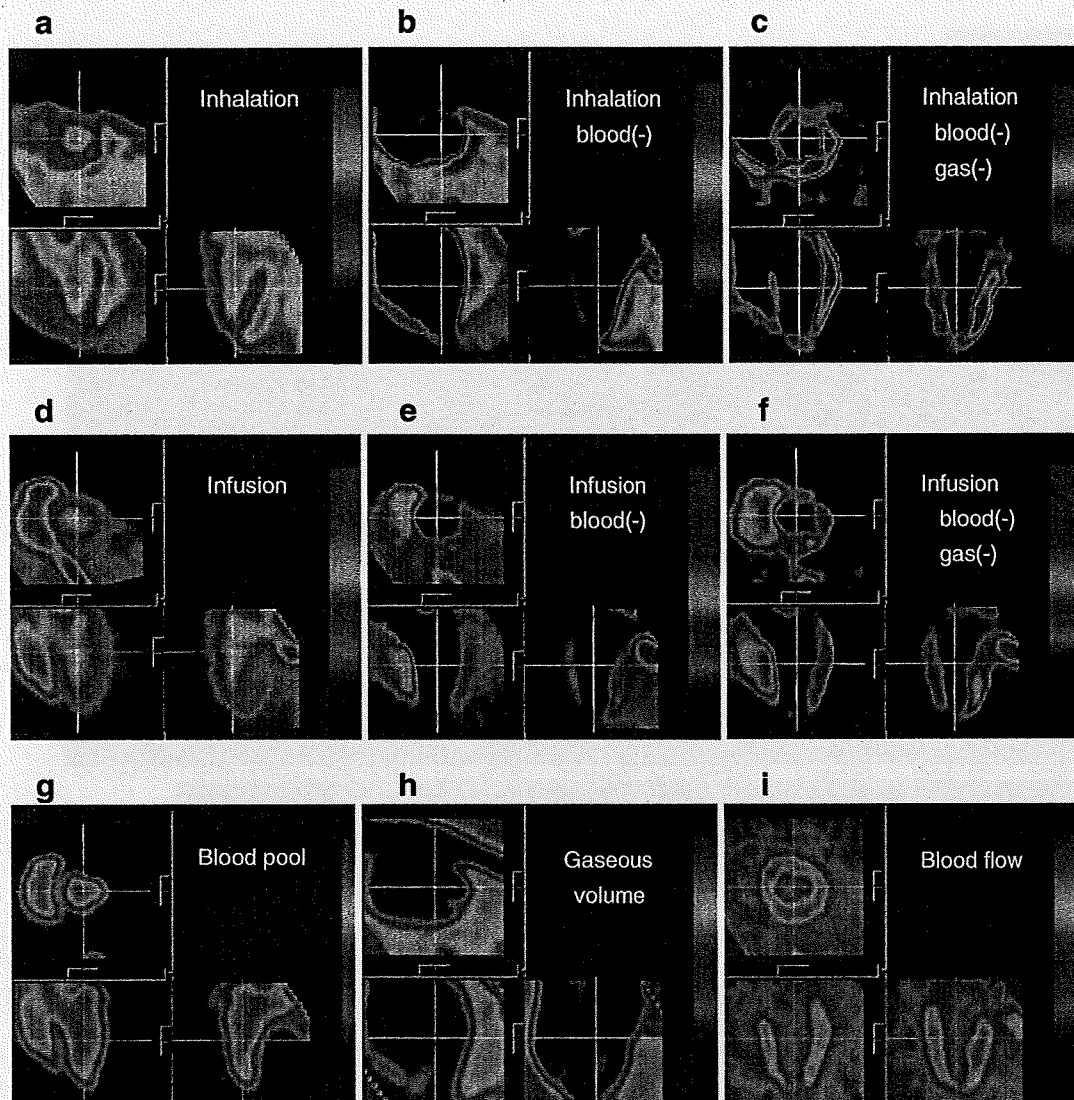 a
b
c
Inhalation
Inhalation
blood(-)
Inhalation
blood(-)
gas(-)
d
e
f
Infusion
Infusion
blood(-)
Infusion
blood(-)
gas(-)
g
h
i
Blood pool
Gaseous
volume
Blood flow